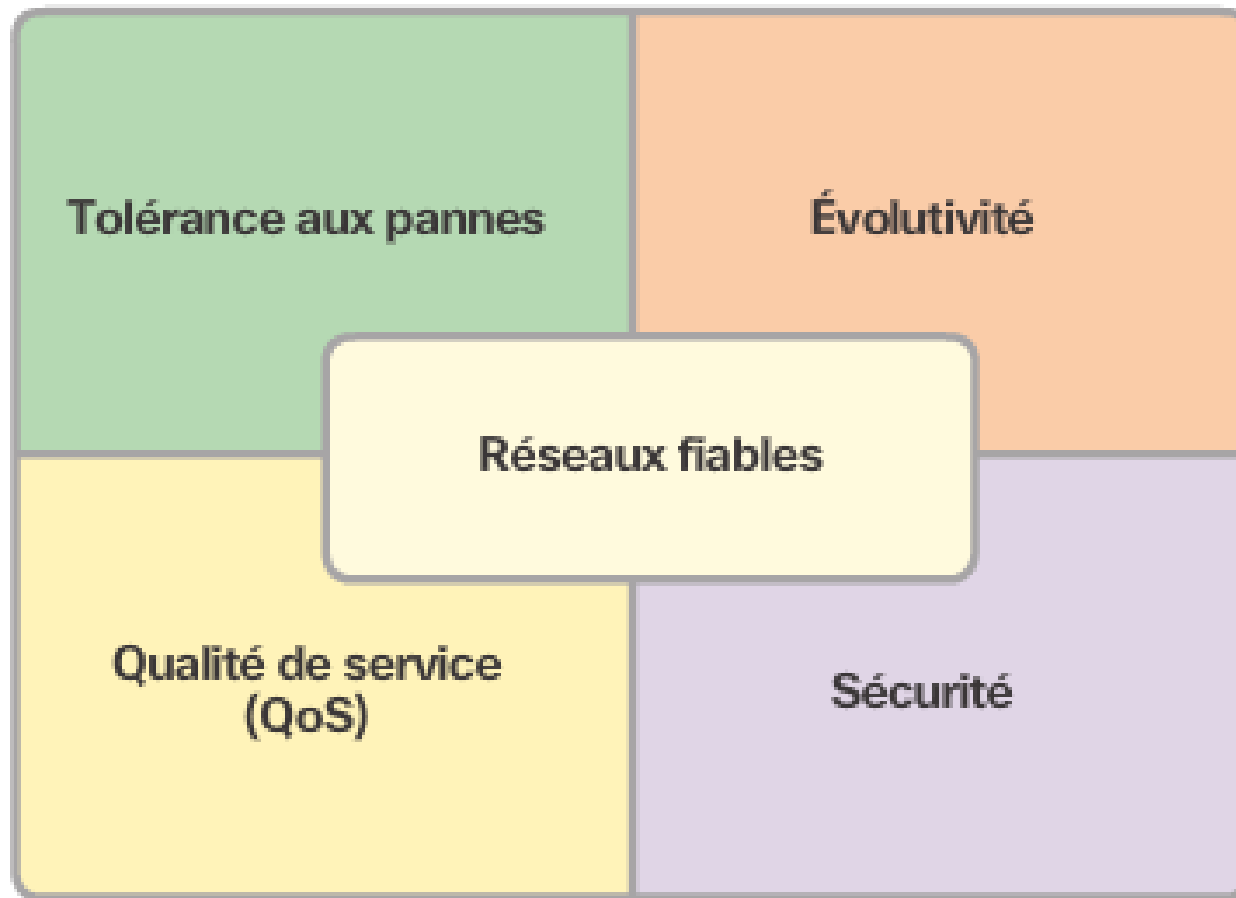 Tolérance aux pannes
Évolutivité
Réseaux fiables
Qualité de service
(QoS)
Sécurité